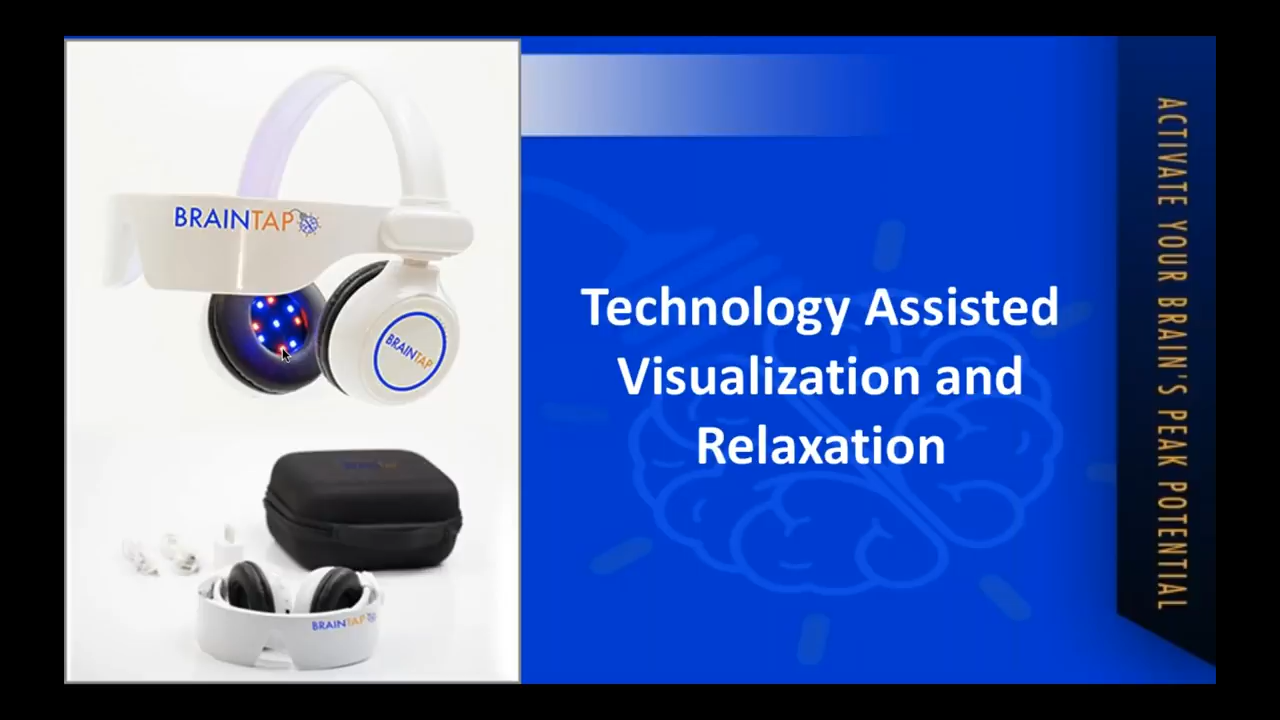 BRAINTAP
BRAINTAP
BRAINTAP
Technology Assisted
Visualization and
Relaxation
ACTIVATE YOUR BRAIN'S PEAK POTENTIAL